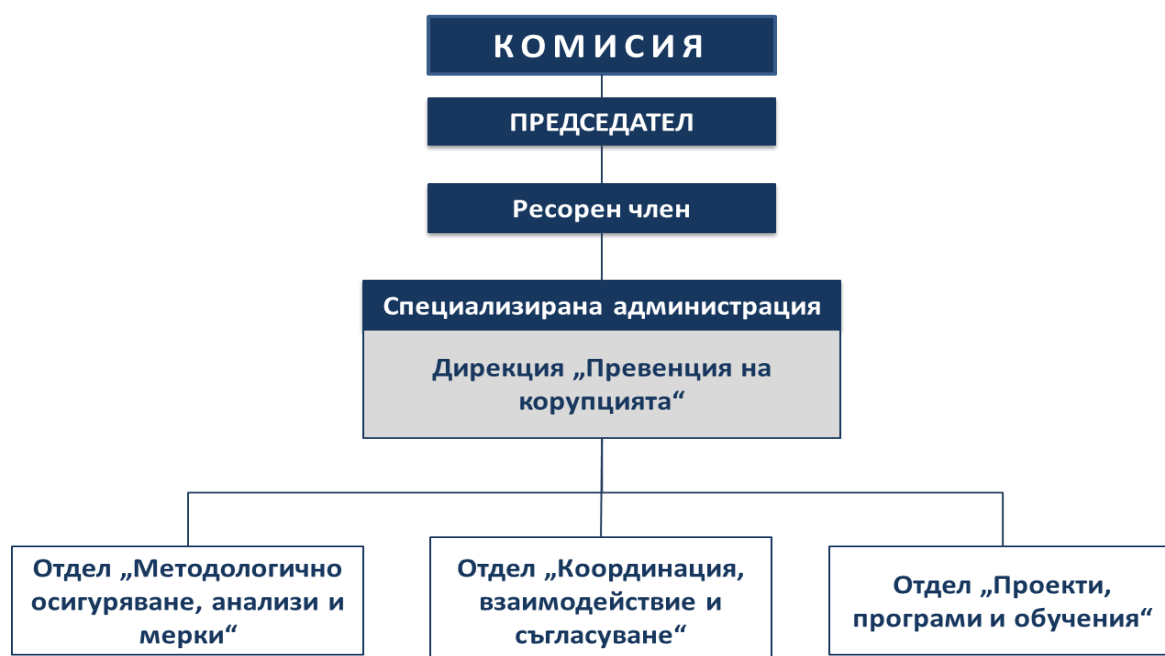 КОМИСИЯ
ПРЕДСЕДАТЕЛ
Ресорен член
Специализирана администрация
Дирекция „Превенция на
корупцията“
Отдел „Методологично
осигуряване, анализи и
мерки“
Отдел „Координация,
взаимодействие и
съгласуване“
Отдел „Проекти,
програми и обучения“